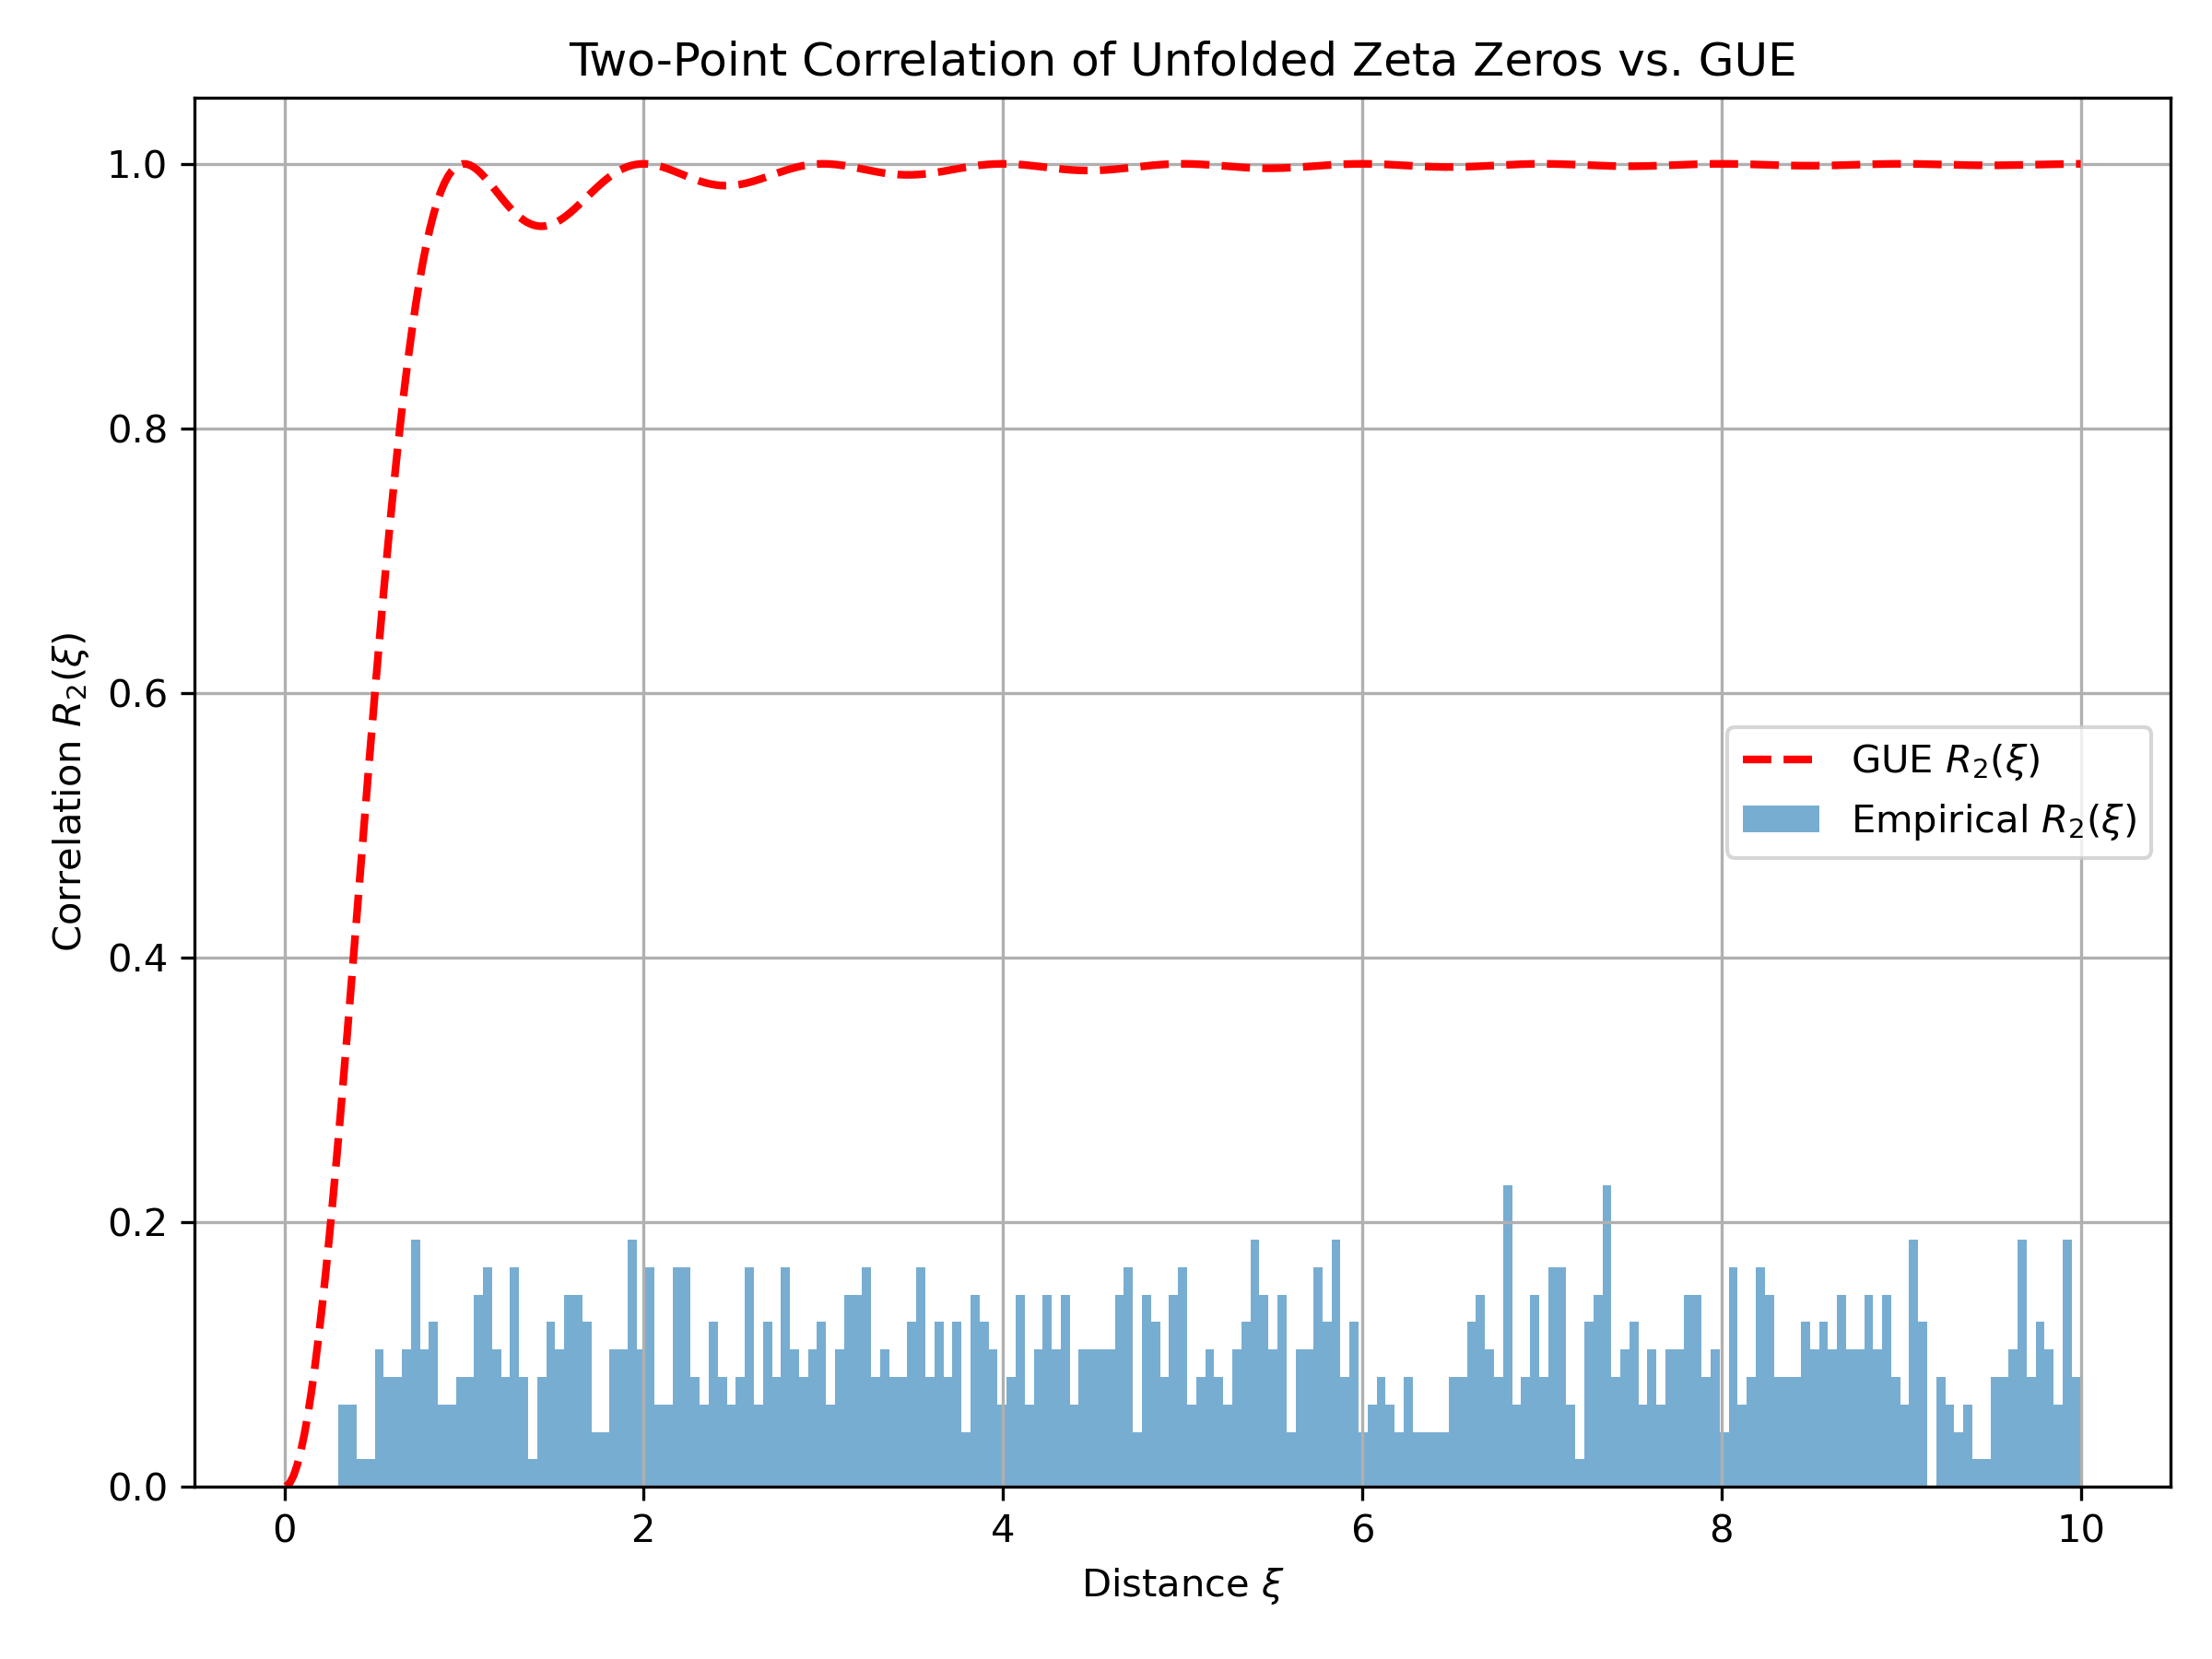 Two-Point Correlation of Unfolded Zeta Zeros vs. GUE
1.0
0.8
0.6
0.4
0.2
0.0
Correlation R₂(ξ)
GUE R₂(ξ)
Empirical R₂(ξ)
0 2 4 6 8 10
Distance ξ